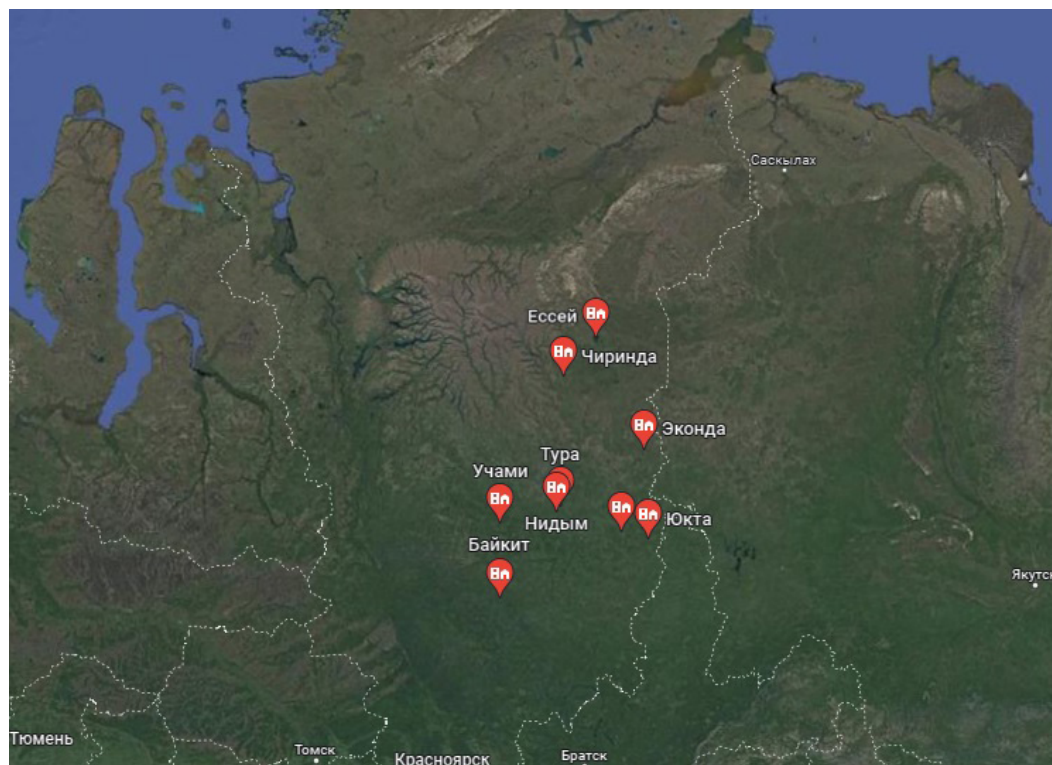 Саскылах
Ессей
Чиринда
Эконда
Тура
Учами
Нидым
Юкта
Байкит
Якутск
Тюмень
Томск
Красноярск
Братск